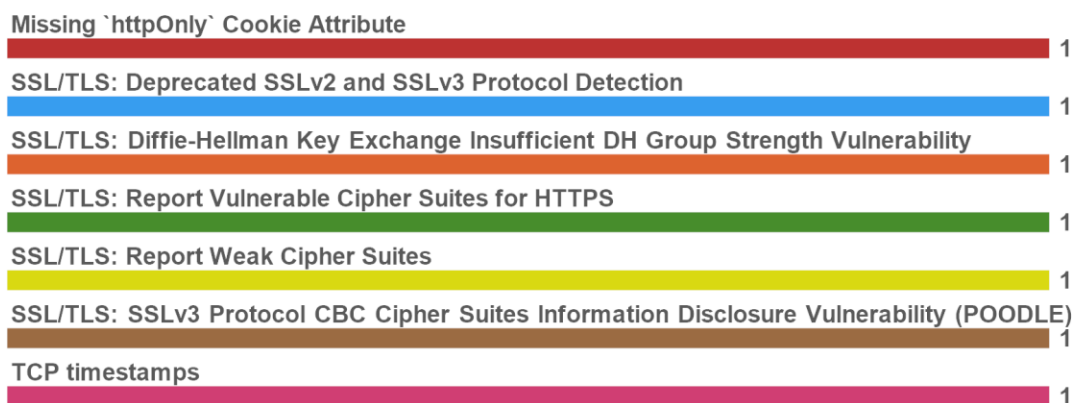 Missing `httpOnly` Cookie Attribute
1
SSL/TLS: Deprecated SSLv2 and SSLv3 Protocol Detection
1
SSL/TLS: Diffie-Hellman Key Exchange Insufficient DH Group Strength Vulnerability
1
SSL/TLS: Report Vulnerable Cipher Suites for HTTPS
1
SSL/TLS: Report Weak Cipher Suites
1
SSL/TLS: SSLv3 Protocol CBC Cipher Suites Information Disclosure Vulnerability (POODLE)
1
TCP timestamps
1